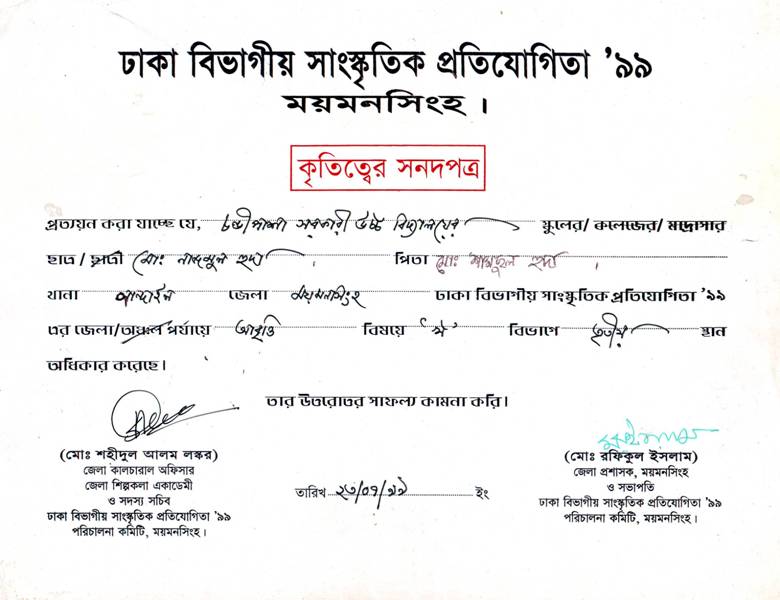 ঢাকা বিভাগীয় সাংস্কৃতিক প্রতিযোগিতা ’৯৯
ময়মনসিংহ ।
কৃতিত্বের সনদপত্র
প্রত্যয়ন করা যাচ্ছে যে, চন্ডীপাশা সরকারী উচ্চ বিদ্যালয়ের স্কুলের/ কলেজের/ মাদ্রাসার
ছাত্র / ছাত্রী মোঃ নাজমুল হুদা পিতা মোঃ শামছুল হুদা ।
থানা নান্দাইল জেলা ময়মনসিংহ ঢাকা বিভাগীয় সাংস্কৃতিক প্রতিযোগিতা ’৯৯
এর জেলা/অঞ্চল পর্যায়ে আবৃত্তি বিষয়ে বিভাগে তৃতীয় স্থান
অধিকার করেছে।
তার উত্তরোত্তর সাফল্য কামনা করি।
(মোঃ শহীদুল আলম লস্কর)
জেলা কালচারাল অফিসার
জেলা শিল্পকলা একাডেমী
ও সদস্য সচিব
ঢাকা বিভাগীয় সাংস্কৃতিক প্রতিযোগিতা ’৯৯
পরিচালনা কমিটি, ময়মনসিংহ।
তারিখ ২৩/০৭/৯৯ ইং
(মোঃ রফিকুল ইসলাম)
জেলা প্রশাসক, ময়মনসিংহ
ও সভাপতি
ঢাকা বিভাগীয় সাংস্কৃতিক প্রতিযোগিতা ’৯৯
পরিচালনা কমিটি, ময়মনসিংহ।